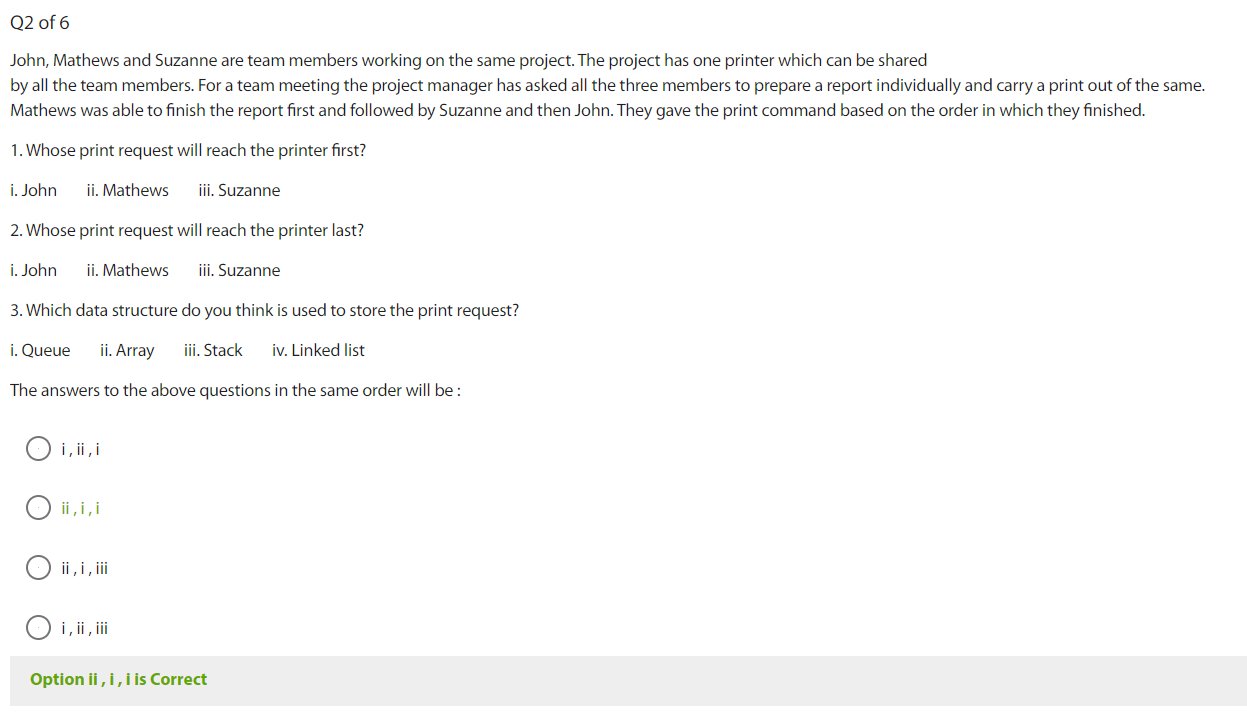 Q2 of 6
John, Mathews and Suzanne are team members working on the same project. The project has one printer which can be shared
by all the team members. For a team meeting the project manager has asked all the three members to prepare a report individually and carry a print out of the same.
Mathews was able to finish the report first and followed by Suzanne and then John. They gave the print command based on the order in which they finished.
1. Whose print request will reach the printer first?
i. John ii. Mathews iii. Suzanne
2. Whose print request will reach the printer last?
i. John ii. Mathews iii. Suzanne
3. Which data structure do you think is used to store the print request?
i. Queue ii. Array iii. Stack iv. Linked list
The answers to the above questions in the same order will be :
i , ii , i
ii , i , i
ii , i , iii
i , ii , iii
Option ii , i , i is Correct